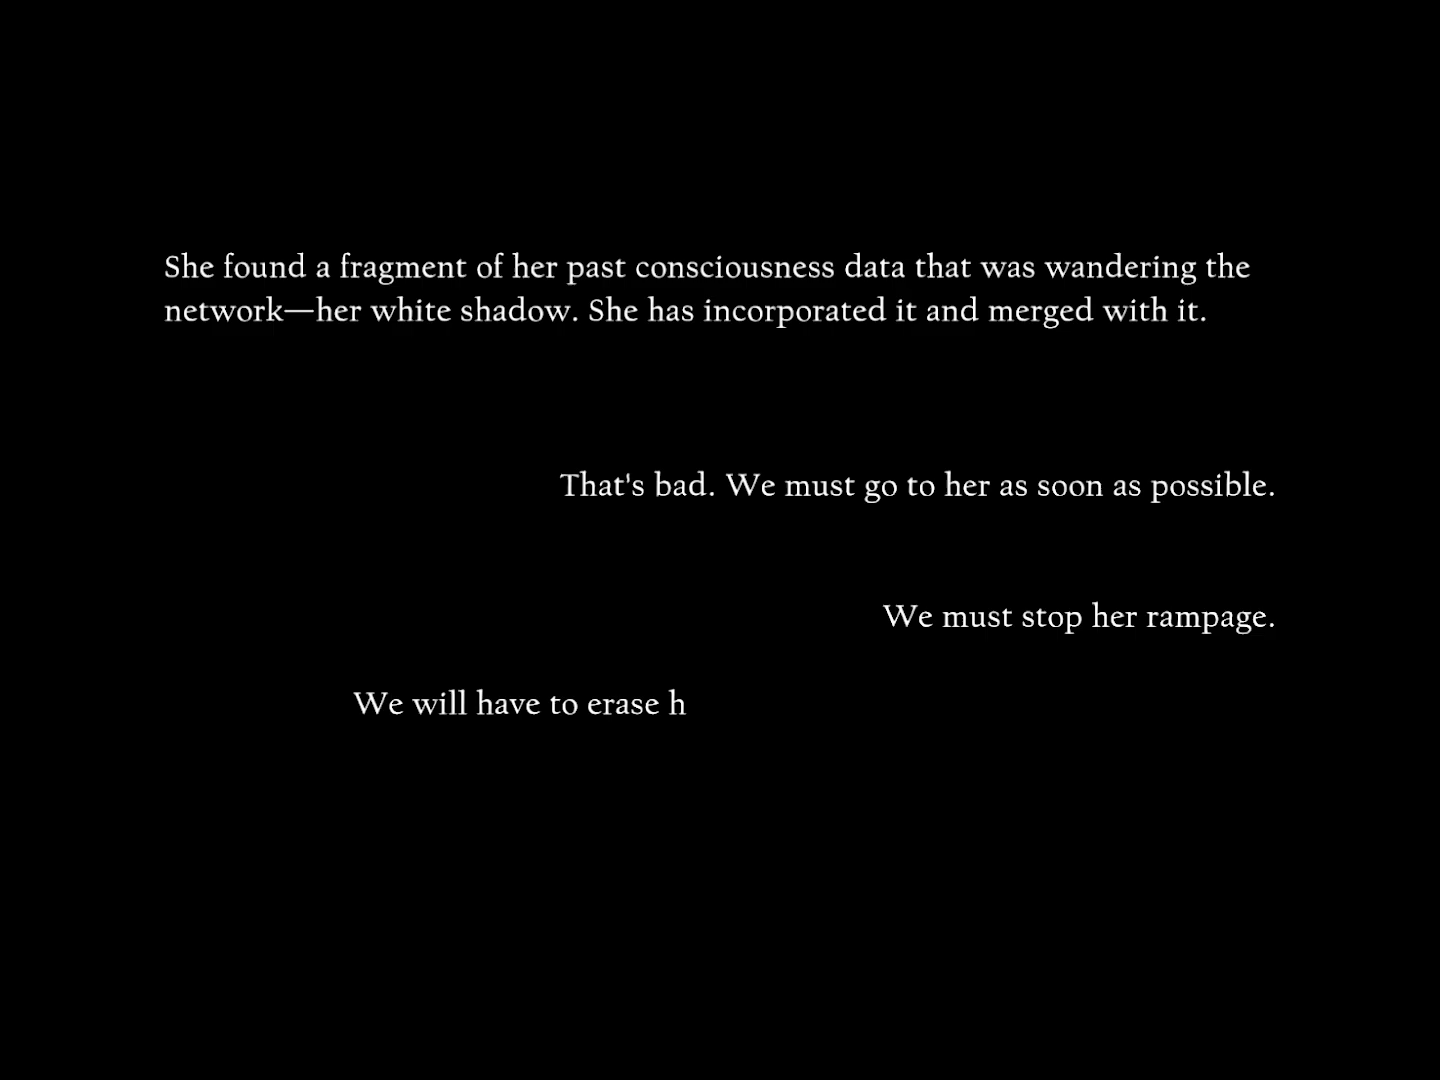 She found a fragment of her past consciousness data that was wandering the
network—her white shadow. She has incorporated it and merged with it.
That's bad. We must go to her as soon as possible.
We must stop her rampage.
We will have to erase h